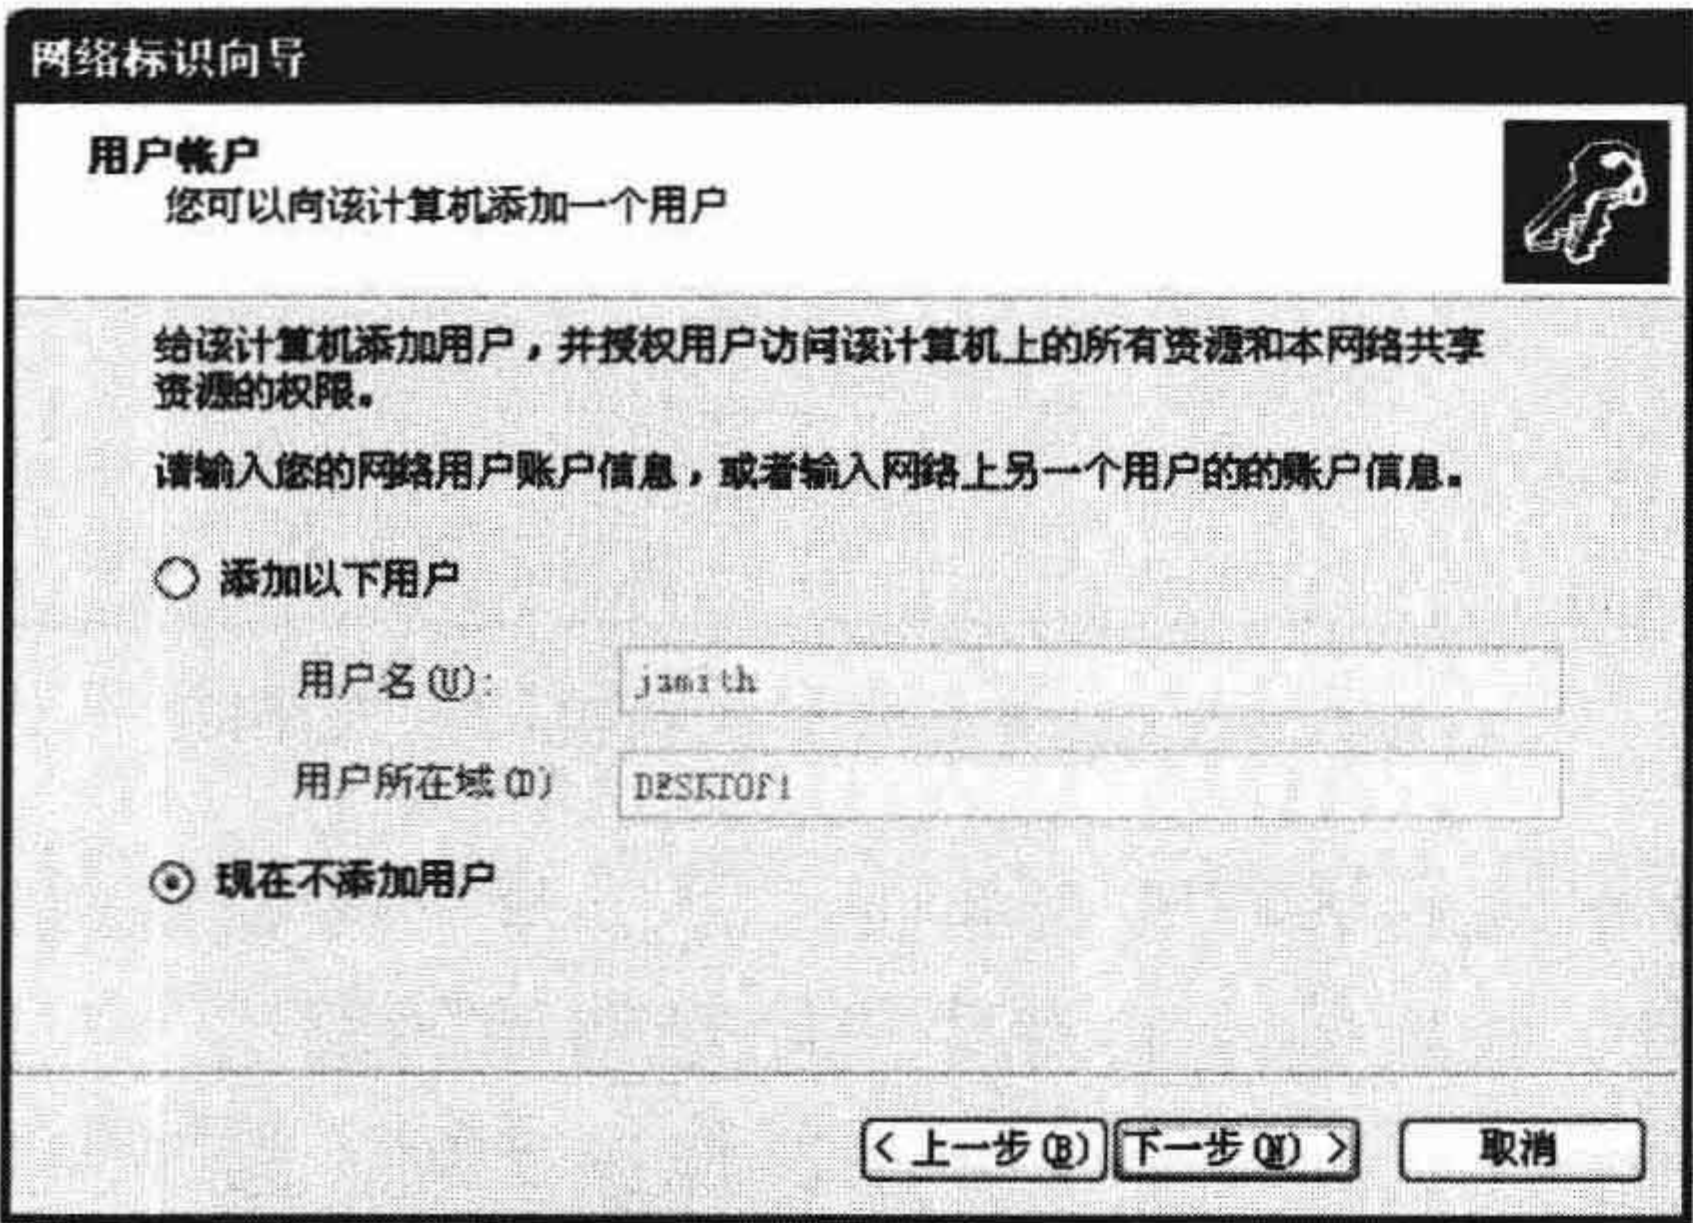 网络标识向导
用户帐户
您可以向该计算机添加一个用户
给该计算机添加用户，并授权用户访问该计算机上的所有资源和本网络共享
资源的权限。
请输入您的网络用户账户信息，或者输入网络上另一个用户的的账户信息。
添加以下用户
用户名(U):
jsmith
用户所在域(D)
DESKTOP1
现在不添加用户
< 上一步(B)
下一步(N) >
取消